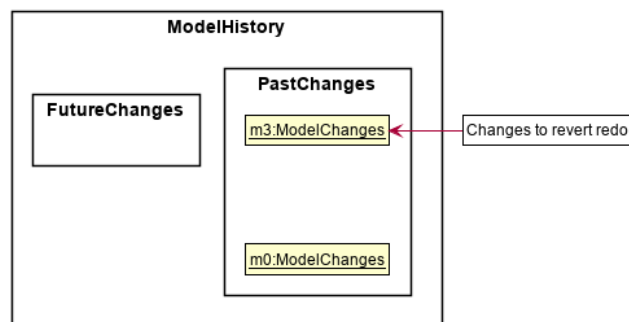 ModelHistory
PastChanges
FutureChanges
m3:ModelChanges
Changes to revert redo
m0:ModelChanges